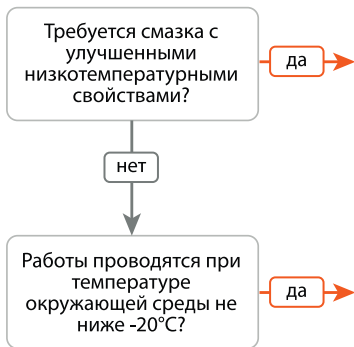 Требуется смазка с
улучшенными
низкотемпературными
свойствами?
да
нет
Работы проводятся при
температуре
окружающей среды не
ниже -20°C?
да